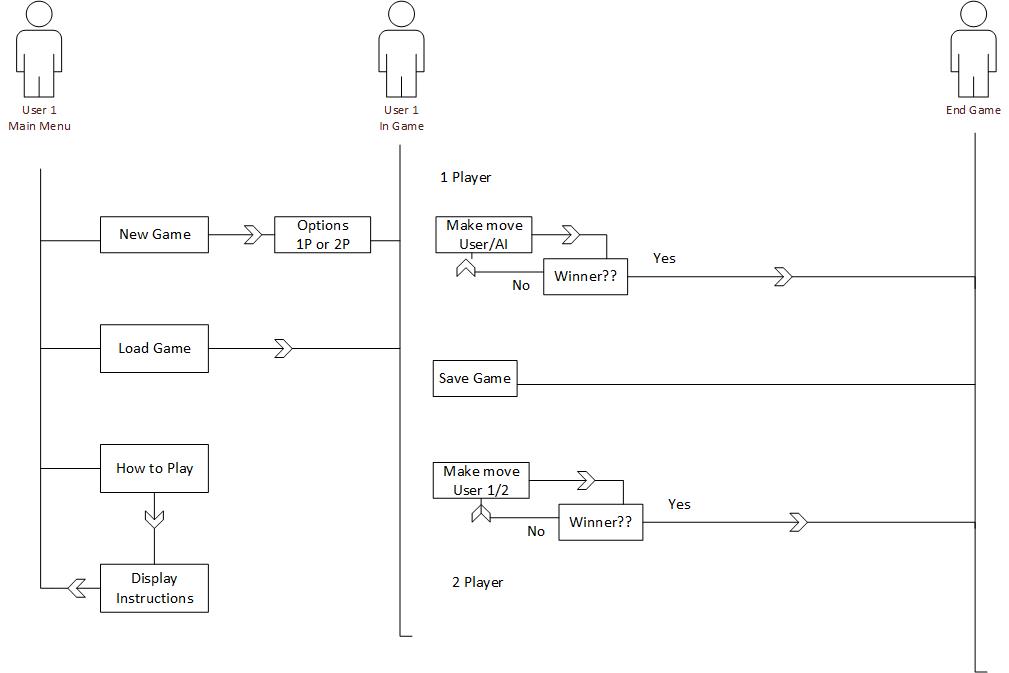 User 1
Main Menu
User 1
In Game
End Game
1 Player
New Game
Options
1P or 2P
Make move
User/AI
Winner??
Yes
No
Load Game
Save Game
How to Play
Make move
User 1/2
Winner??
Yes
No
Display
Instructions
2 Player